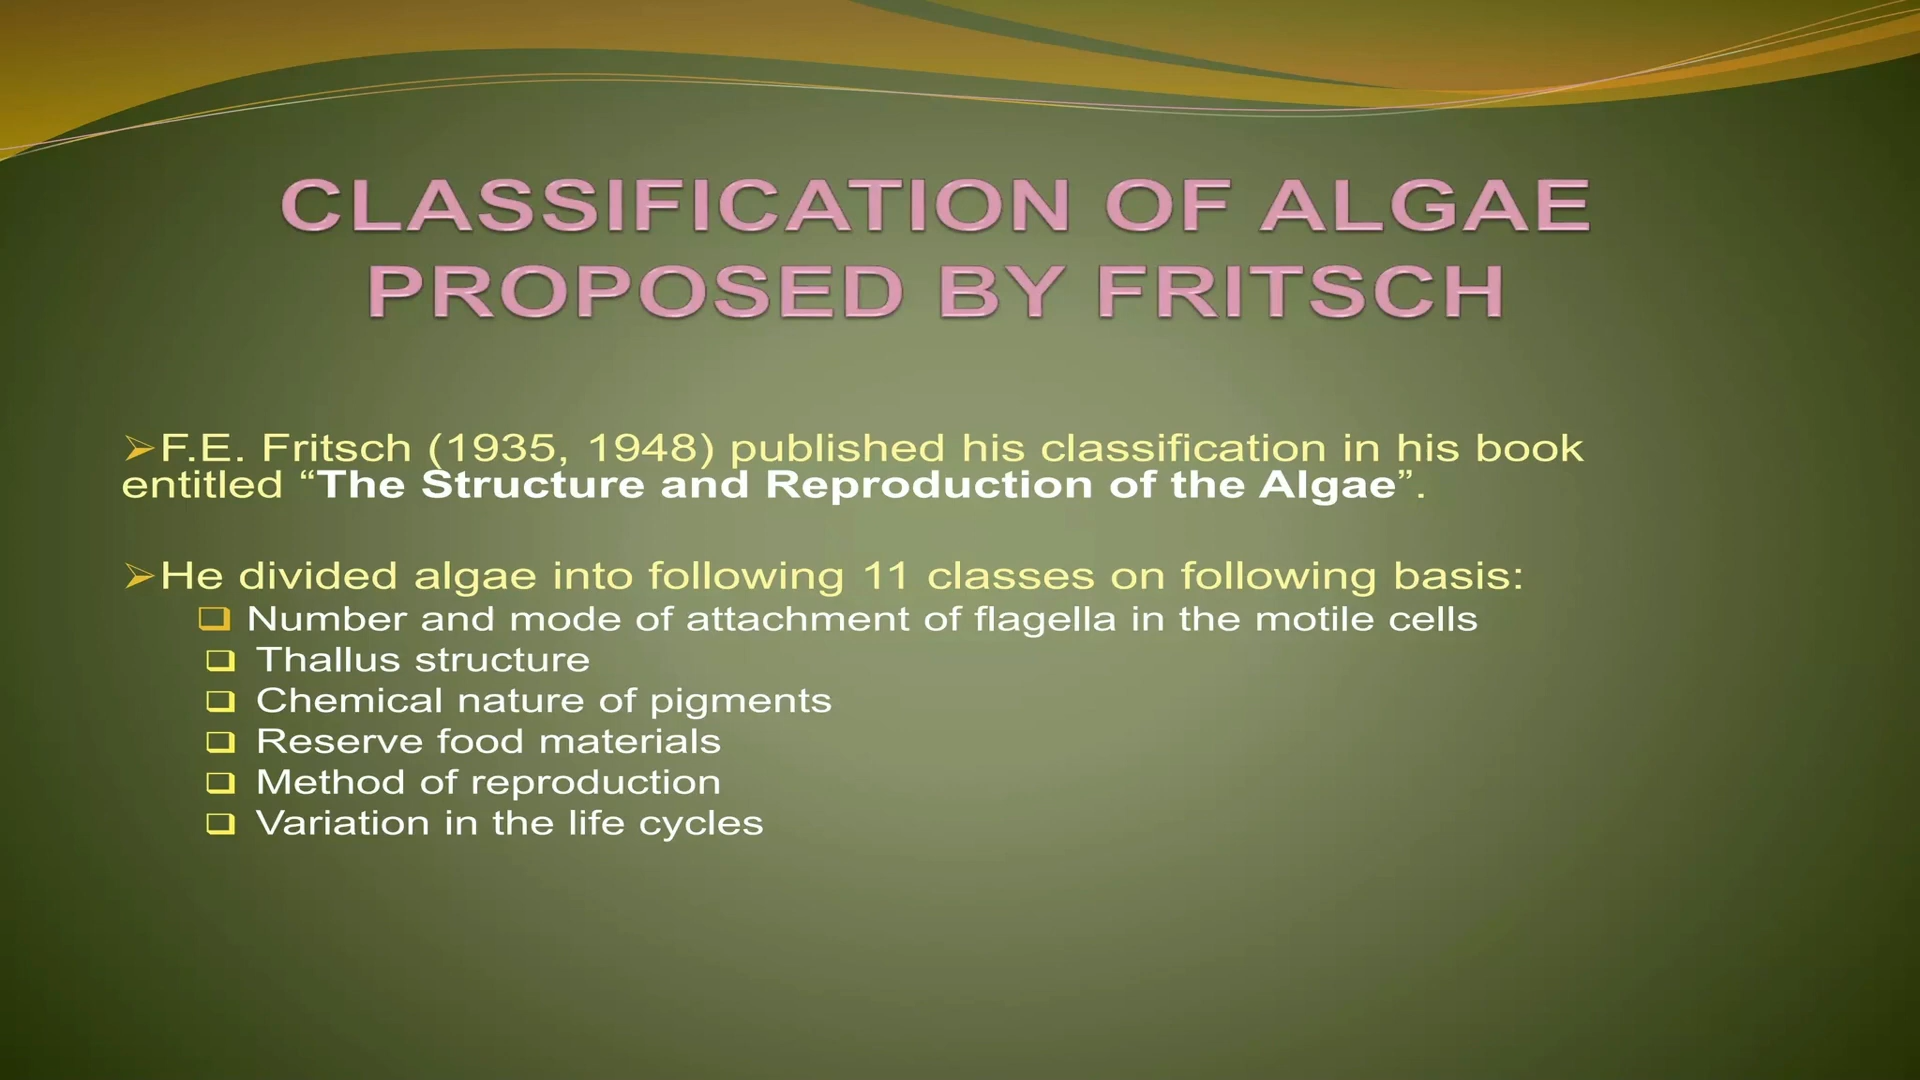 CLASSIFICATION OF ALGAE
PROPOSED BY FRITSCH
➢F.E. Fritsch (1935, 1948) published his classification in his book
entitled “The Structure and Reproduction of the Algae”.
➢He divided algae into following 11 classes on following basis:
❑ Number and mode of attachment of flagella in the motile cells
❑ Thallus structure
❑ Chemical nature of pigments
❑ Reserve food materials
❑ Method of reproduction
❑ Variation in the life cycles